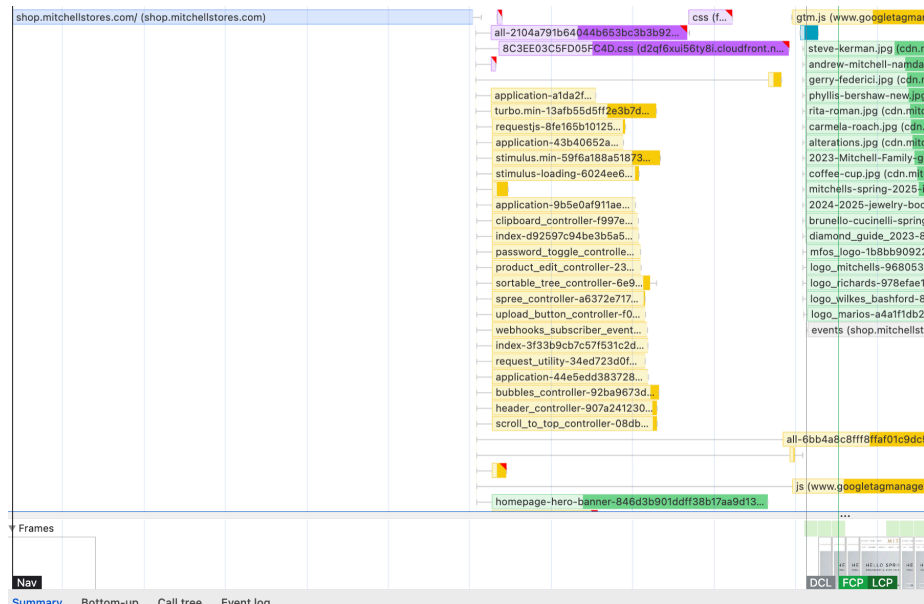 shop.mitchellstores.com/ (shop.mitchellstores.com)
css (f...
gtm.js (www.googletagm
all-2104a791b64044b653bc3b3b92...
8C3EE03C5FD05FC4D.css (d2qf6xui56ty8i.cloudfront.n...
steve-kerman.jpg (cdn.m
andrew-mitchell-namda
gerry-federici.jpg (cdn.m
application-a1da2f...
phyllis-bershaw-new.jpg
turbo.min-13afb55d5ff2e3b7d...
rita-roman.jpg (cdn.mitc
requestjs-8fe165b10125...
carmela-roach.jpg (cdn.
application-43b40652a...
alterations.jpg (cdn.mitc
stimulus.min-59f6a188a51873...
2023-Mitchell-Family-g
stimulus-loading-6024ee6...
coffee-cup.jpg (cdn.mit
mitchells-spring-2025-i
application-9b5e0af911ae...
2024-2025-jewelry-boo
clipboard_controller-f997e...
brunello-cucinelli-spring
index-d92597c94be3b5a5...
diamond_guide_2023-8
password_toggle_controlle...
mfos_logo-1b8bb90922
product_edit_controller-23...
logo_mitchells-968053
sortable_tree_controller-6e9...
logo_richards-978efae1
spree_controller-a6372e717...
logo_wilkes_bashford-8
upload_button_controller-f0...
logo_marios-a4a1f1db2
webhooks_subscriber_event...
events (shop.mitchellst
index-3f33b9cb7c57f531c2d...
request_utility-34ed723d0f...
application-44e5edd383728...
bubbles_controller-92ba9673d...
header_controller-907a241230...
scroll_to_top_controller-08db...
all-6bb4a8c8fff8ffaf01c9dc
js (www.googletagmanage
homepage-hero-banner-846d3b901ddff38b17aa9d13...
...
Frames
Nav
DCL
FCP
LCP
Summary Bottom-up Call tree Event log